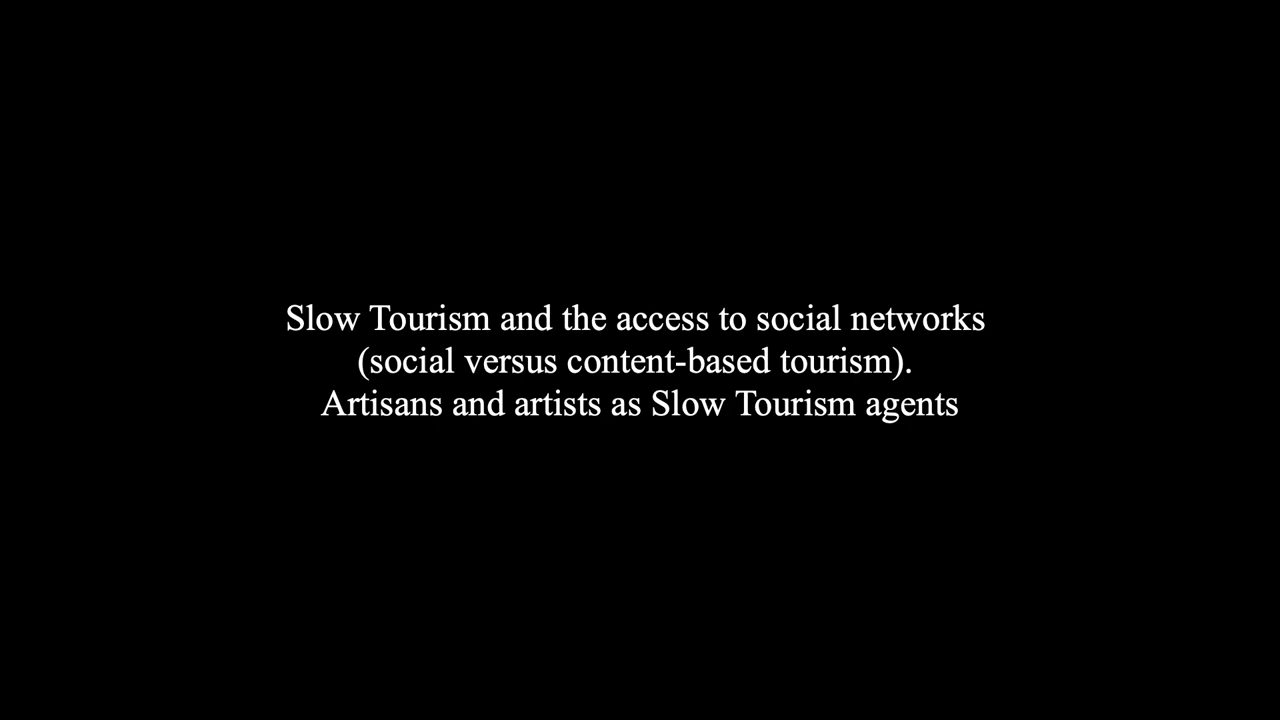 Slow Tourism and the access to social networks
(social versus content-based tourism).
Artisans and artists as Slow Tourism agents